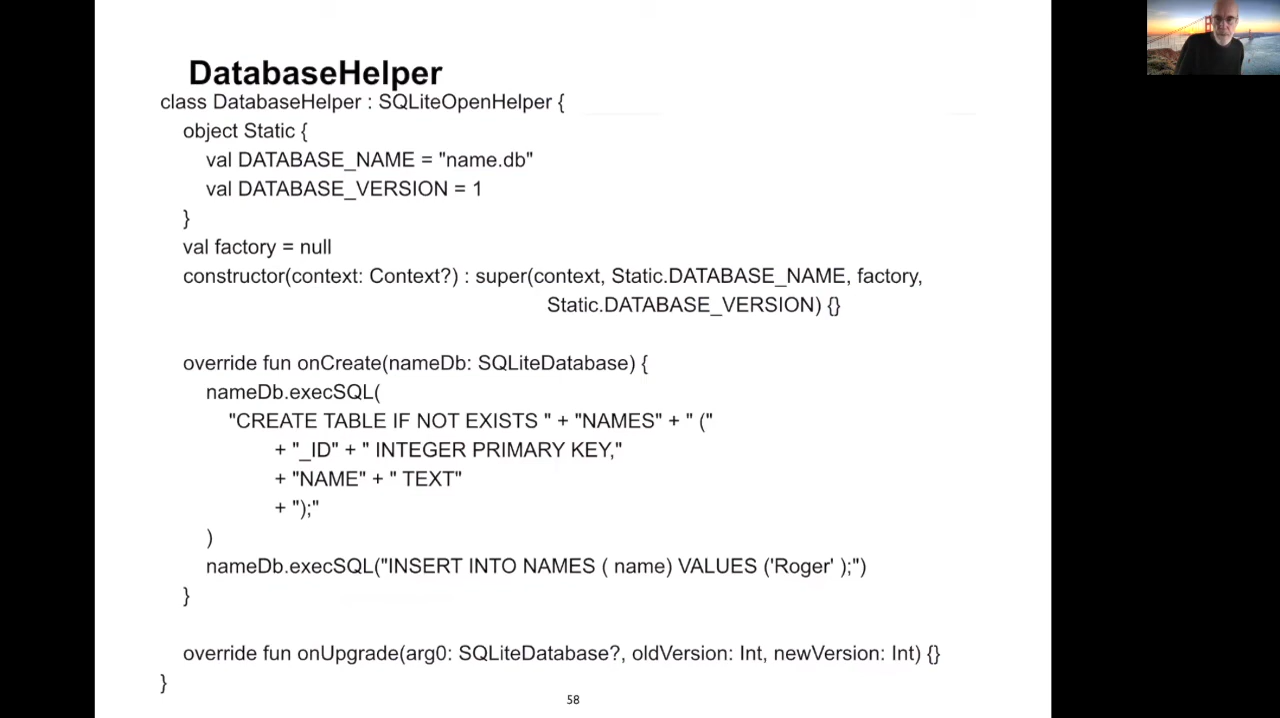 DatabaseHelper
class DatabaseHelper : SQLiteOpenHelper {
object Static {
val DATABASE_NAME = "name.db"
val DATABASE_VERSION = 1
}
val factory = null
constructor(context: Context?) : super(context, Static.DATABASE_NAME, factory,
Static.DATABASE_VERSION) {}
override fun onCreate(nameDb: SQLiteDatabase) {
nameDb.execSQL(
"CREATE TABLE IF NOT EXISTS " + "NAMES" + " ("
+ "_ID" + " INTEGER PRIMARY KEY,"
+ "NAME" + " TEXT"
+ ");"
)
nameDb.execSQL("INSERT INTO NAMES ( name) VALUES ('Roger' );")
}
override fun onUpgrade(arg0: SQLiteDatabase?, oldVersion: Int, newVersion: Int) {}
}
58